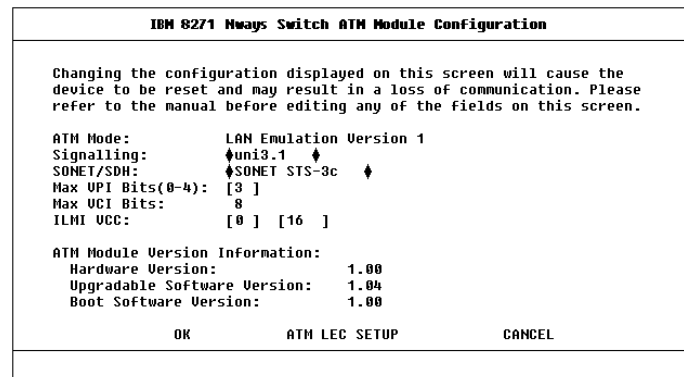 IBM 8271 Nways Switch ATM Module Configuration
Changing the configuration displayed on this screen will cause the
device to be reset and may result in a loss of communication. Please
refer to the manual before editing any of the fields on this screen.
ATM Mode: LAN Emulation Version 1
Signalling: ♦uni3.1 ♦
SONET/SDH: ♦SONET STS-3c ♦
Max VPI Bits(0-4): [3 ]
Max VCI Bits: 8
ILMI VCC: [0 ] [16 ]
ATM Module Version Information:
Hardware Version: 1.00
Upgradable Software Version: 1.04
Boot Software Version: 1.00
OK ATM LEC SETUP CANCEL